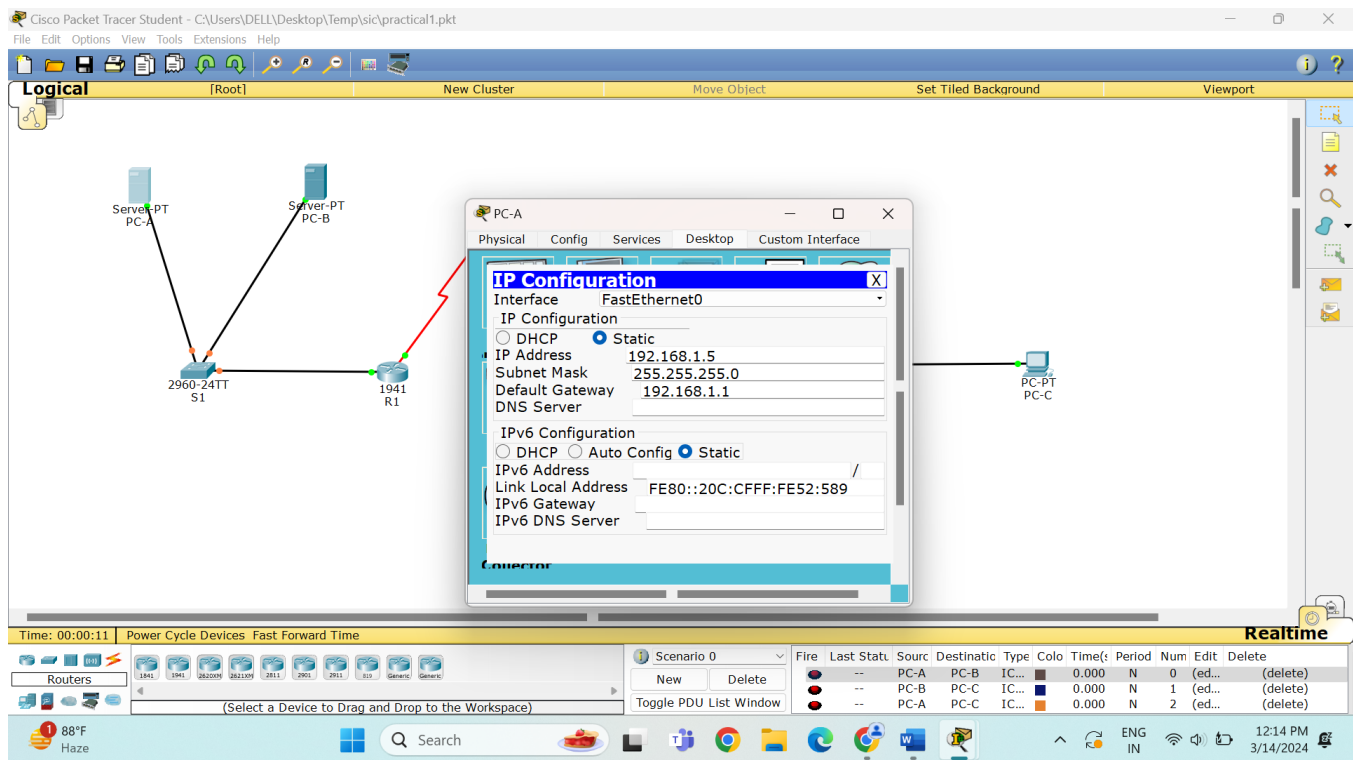 Cisco Packet Tracer Student - C:\Users\DELL\Desktop\Temp\sic\practical1.pkt
File Edit Options View Tools Extensions Help
Logical [Root] New Cluster Move Object Set Tiled Background Viewport
Server-PT
PC-A
Server-PT
PC-B
2960-24TT
S1
1941
R1
PC-PT
PC-C
PC-A
Physical Config Services Desktop Custom Interface
IP Configuration X
Interface FastEthernet0
IP Configuration
DHCP Static
IP Address 192.168.1.5
Subnet Mask 255.255.255.0
Default Gateway 192.168.1.1
DNS Server
IPv6 Configuration
DHCP Auto Config Static
IPv6 Address /
Link Local Address FE80::20C:CFFF:FE52:589
IPv6 Gateway
IPv6 DNS Server
Collector
Time: 00:00:11 Power Cycle Devices Fast Forward Time Realtime
Routers
1841 1941 2620XM 2621XM 2811 2901 2911 819 Generic Generic
(Select a Device to Drag and Drop to the Workspace)
Scenario 0
New Delete
Toggle PDU List Window
Fire Last Statu Sourc Destinatic Type Colo Time(s Period Num Edit Delete
-- PC-A PC-B IC... 0.000 N 0 (ed... (delete)
-- PC-B PC-C IC... 0.000 N 1 (ed... (delete)
-- PC-A PC-C IC... 0.000 N 2 (ed... (delete)
1
88°F
Haze
Search
ENG
IN
12:14 PM
3/14/2024